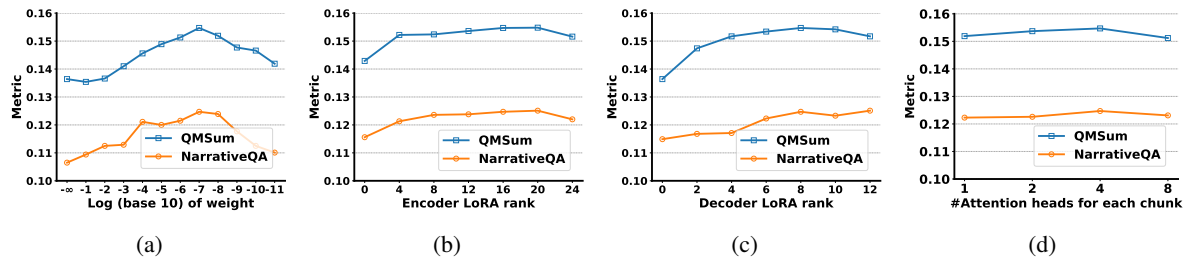 0.16
0.15
0.14
0.13
0.12
0.11
0.10
Metric
QMSum
NarrativeQA
-∞ -1 -2 -3 -4 -5 -6 -7 -8 -9 -10 -11
Log (base 10) of weight
(a)
0.16
0.15
0.14
0.13
0.12
0.11
0.10
Metric
QMSum
NarrativeQA
0 4 8 12 16 20 24
Encoder LoRA rank
(b)
0.16
0.15
0.14
0.13
0.12
0.11
0.10
Metric
QMSum
NarrativeQA
0 2 4 6 8 10 12
Decoder LoRA rank
(c)
0.16
0.15
0.14
0.13
0.12
0.11
0.10
Metric
QMSum
NarrativeQA
1 2 4 8
#Attention heads for each chunk
(d)